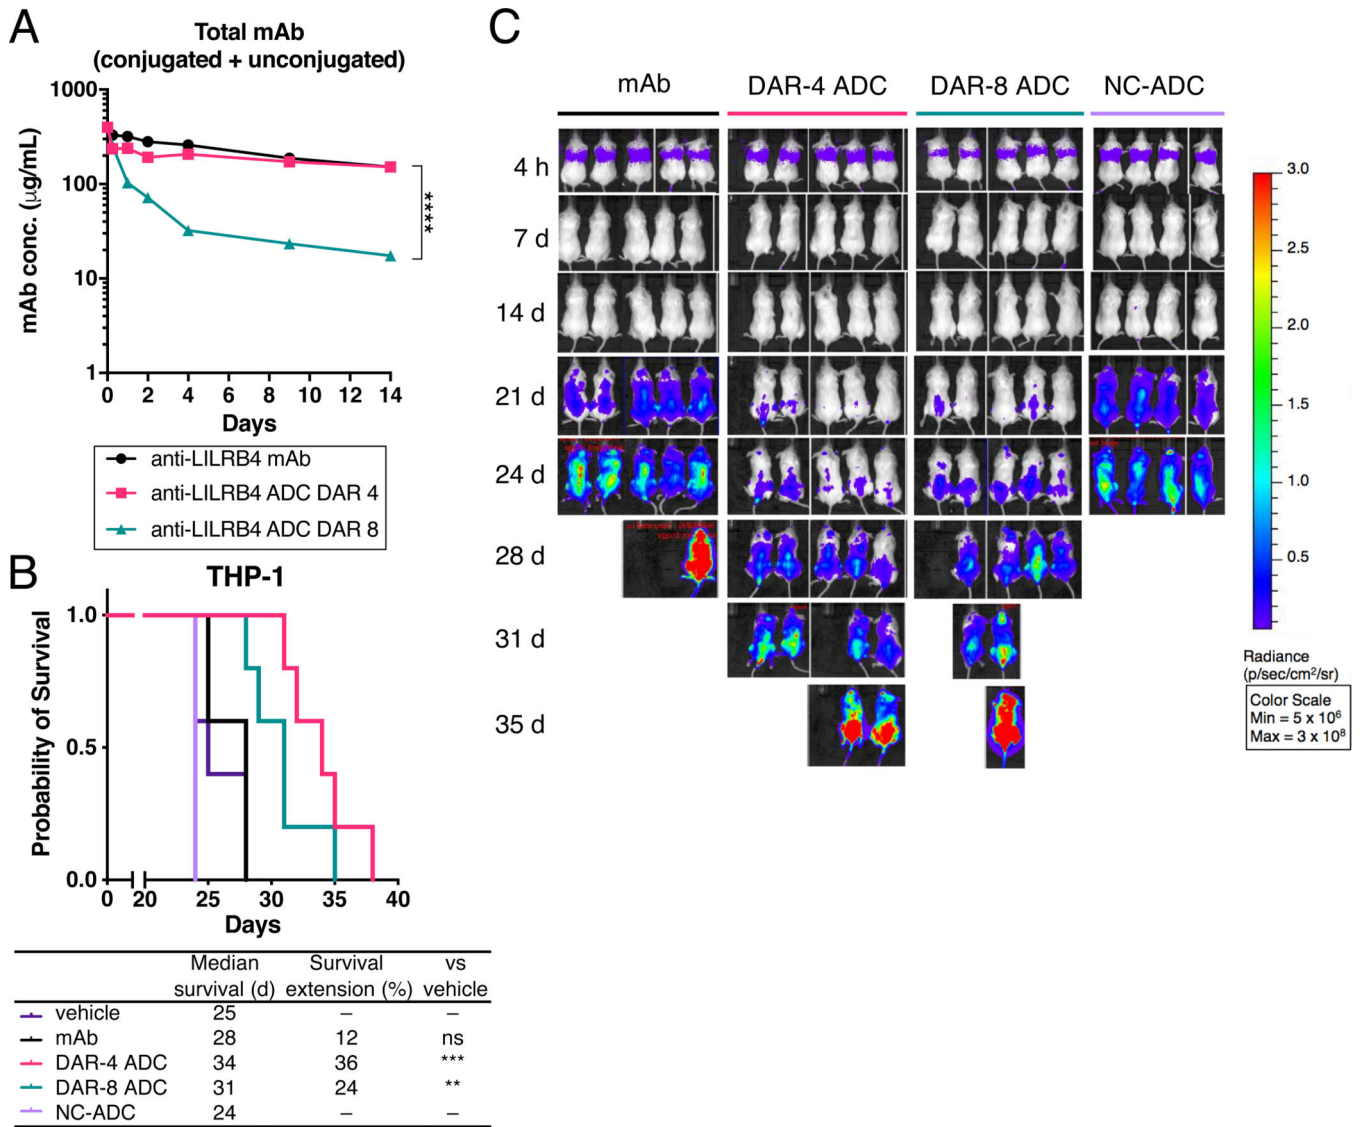 A
Total mAb
(conjugated + unconjugated)
mAb conc. (µg/mL)
1000
100
10
1
0 2 4 6 8 10 12 14
Days
****
anti-LILRB4 mAb
anti-LILRB4 ADC DAR 4
anti-LILRB4 ADC DAR 8
B
THP-1
Probability of Survival
1.0
0.5
0.0
0 20 25 30 35 40
Days
Median survival (d) Survival extension (%) vs vehicle
vehicle 25 – –
mAb 28 12 ns
DAR-4 ADC 34 36 ***
DAR-8 ADC 31 24 **
NC-ADC 24 – –
C
mAb DAR-4 ADC DAR-8 ADC NC-ADC
4 h
7 d
14 d
21 d
24 d
28 d
31 d
35 d
3.0
2.5
2.0
1.5
1.0
0.5
Radiance
(p/sec/cm²/sr)
Color Scale
Min = 5 x 10⁶
Max = 3 x 10⁸